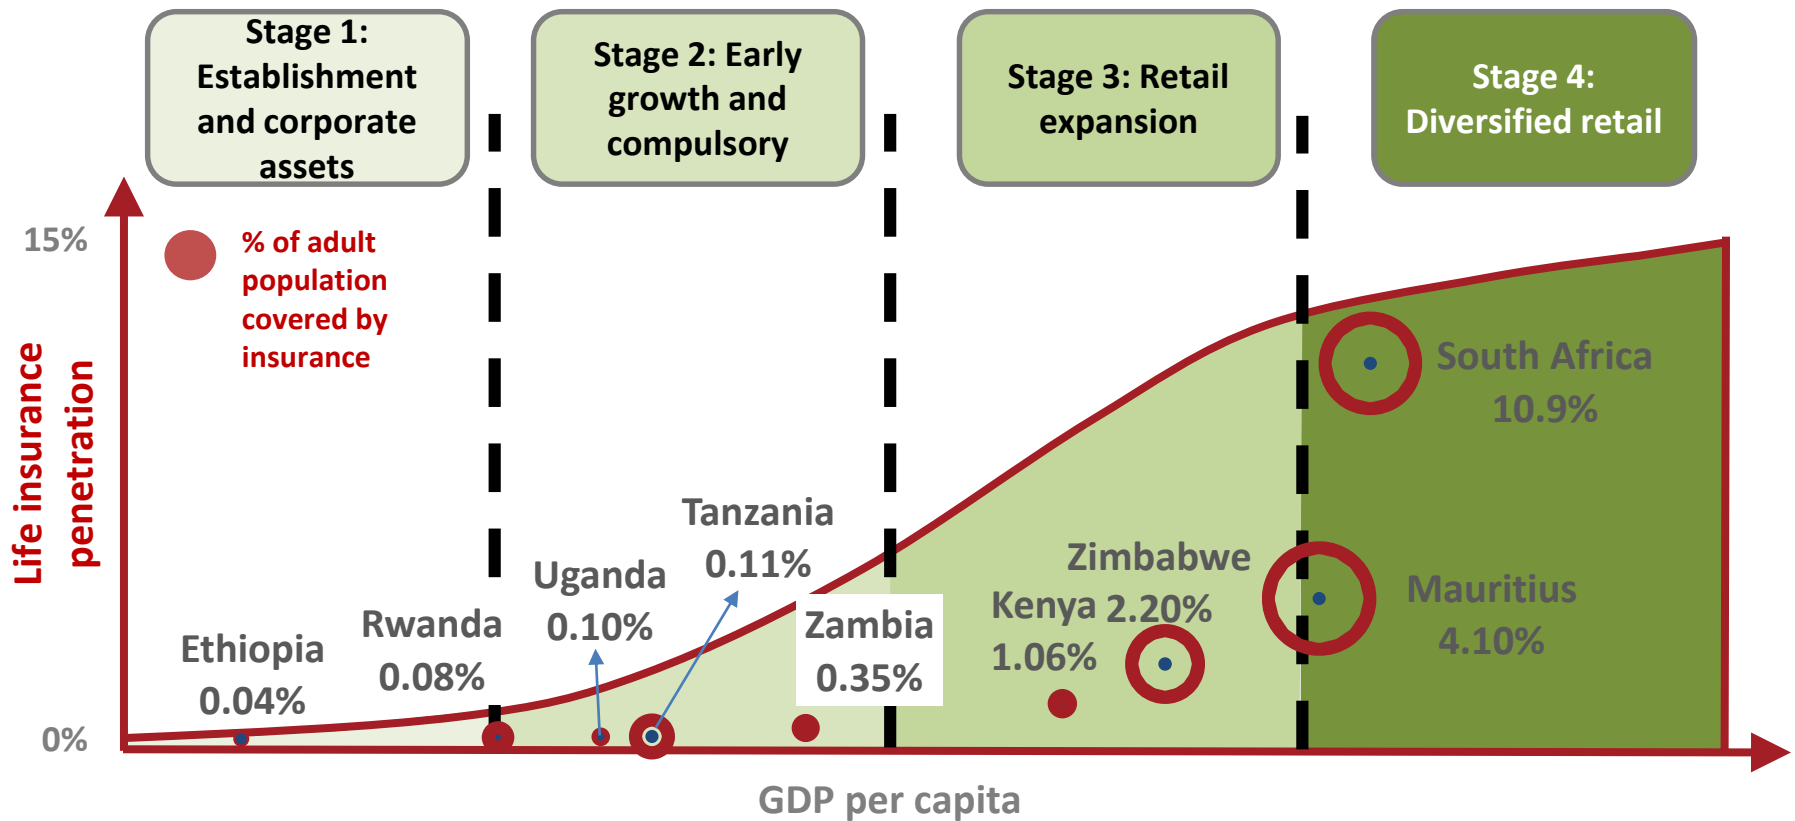 Stage 1:
Establishment
and corporate
assets
Stage 2: Early
growth and
compulsory
Stage 3: Retail
expansion
Stage 4:
Diversified retail
15%
% of adult
population
covered by
insurance
Life insurance
penetration
South Africa
10.9%
Tanzania
0.11%
Zimbabwe
2.20%
Uganda
0.10%
Kenya
1.06%
Mauritius
4.10%
Rwanda
0.08%
Zambia
0.35%
Ethiopia
0.04%
0%
GDP per capita